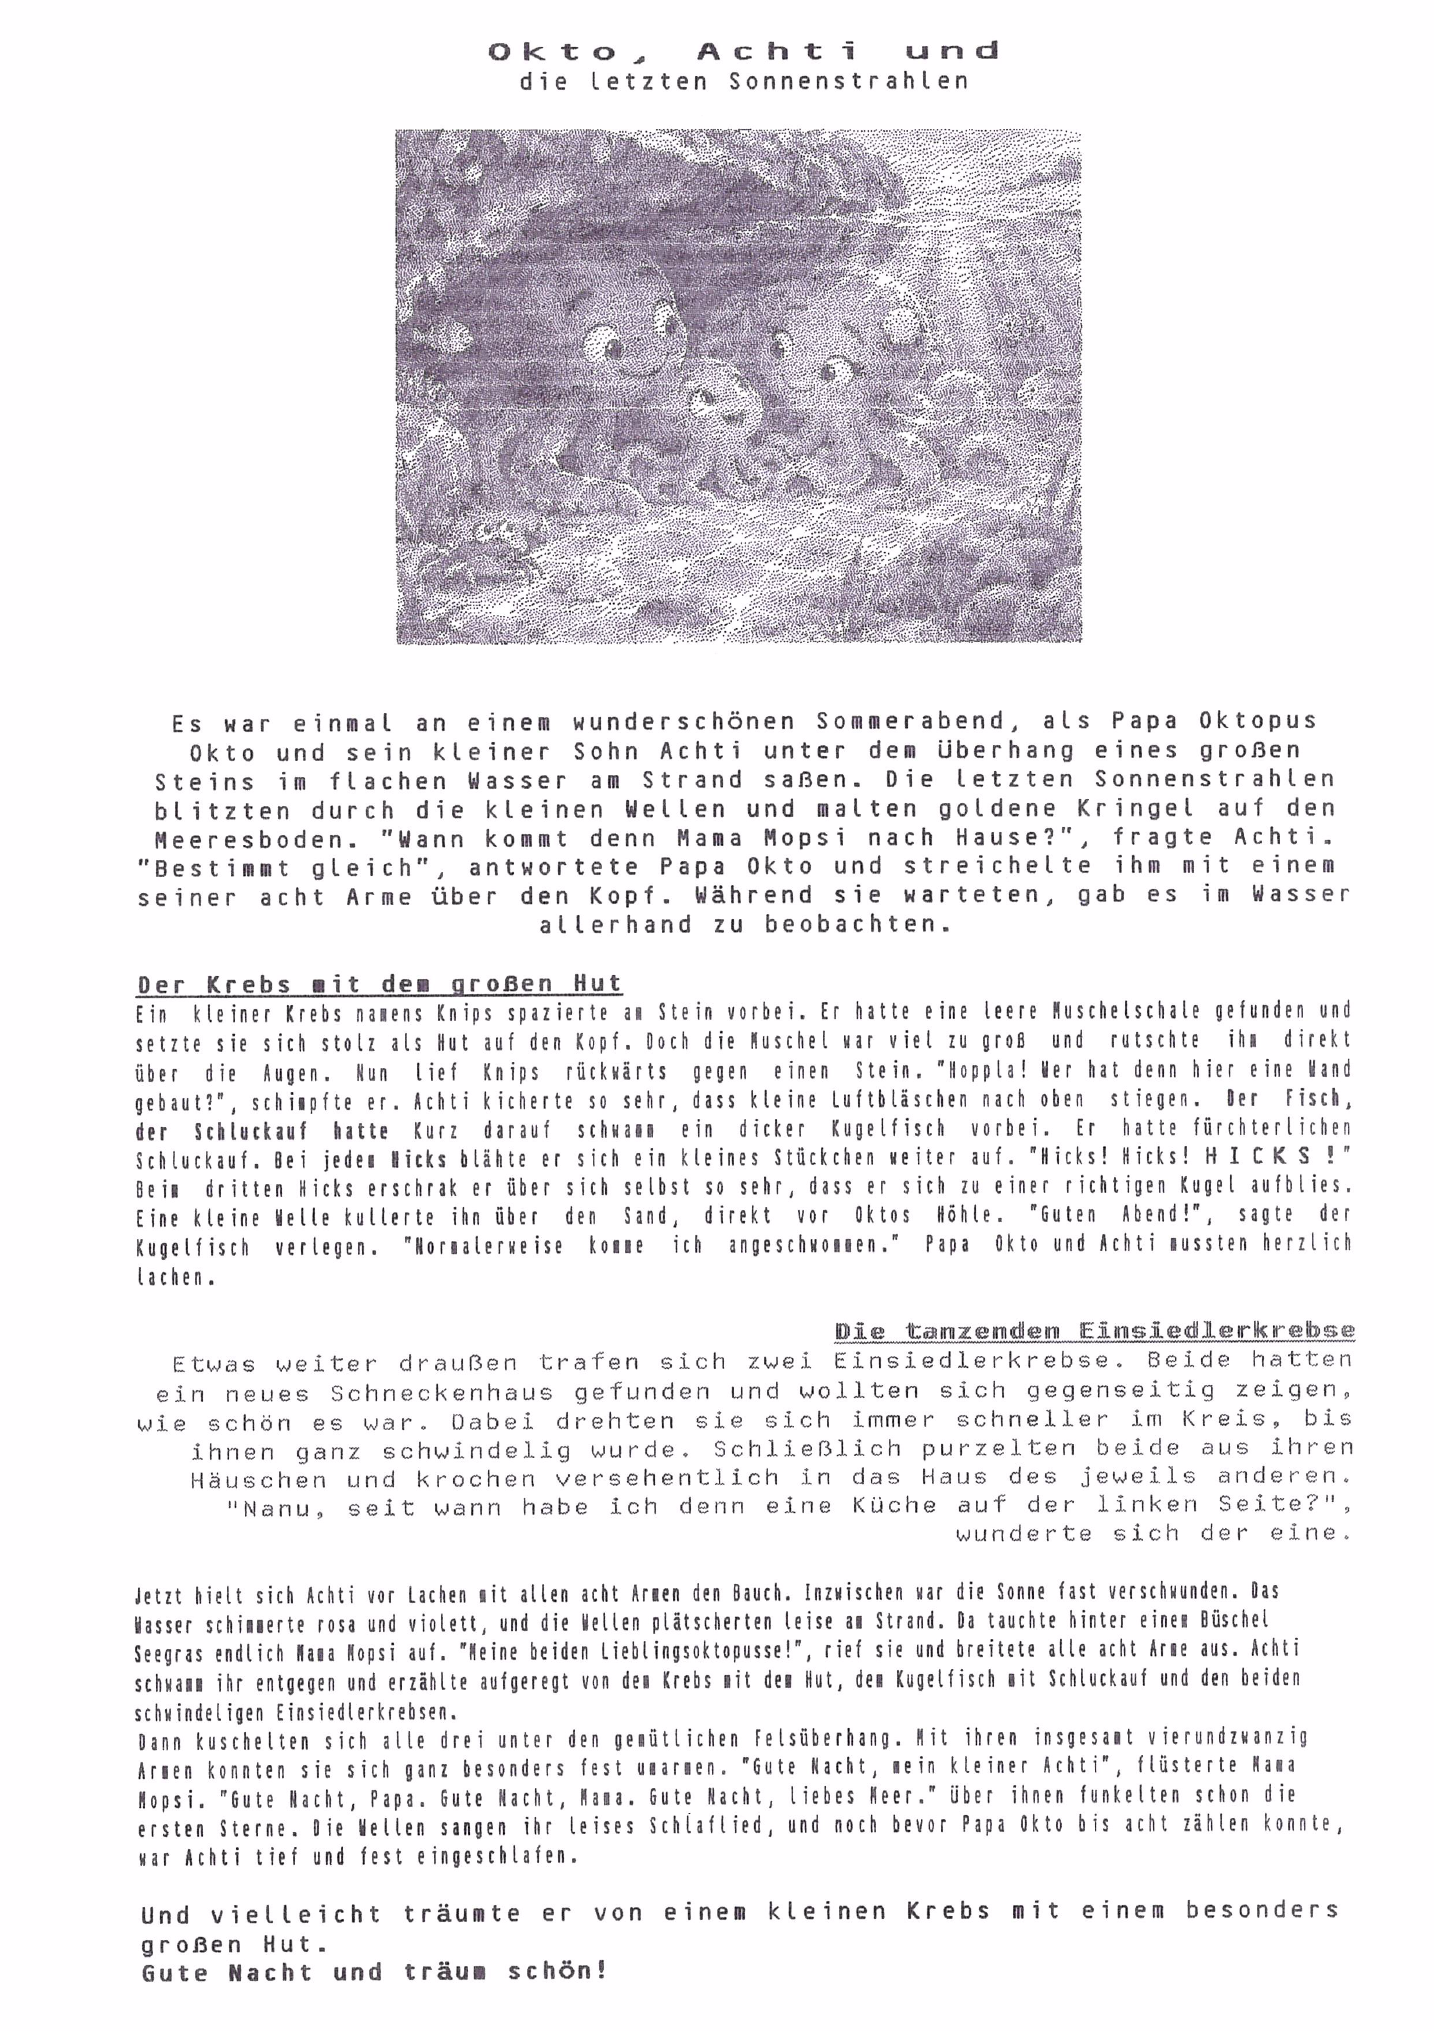 Okto, Achti und
die letzten Sonnenstrahlen
Es war einmal an einem wunderschönen Sommerabend, als Papa Oktopus
Okto und sein kleiner Sohn Achti unter dem Überhang eines großen
Steins im flachen Wasser am Strand saßen. Die letzten Sonnenstrahlen
blitzten durch die kleinen Wellen und malten goldene Kringel auf den
Meeresboden. "Wann kommt denn Mama Mopsi nach Hause?", fragte Achti.
"Bestimmt gleich", antwortete Papa Okto und streichelte ihm mit einem
seiner acht Arme über den Kopf. Während sie warteten, gab es im Wasser
allerhand zu beobachten.
Der Krebs mit dem großen Hut
Ein kleiner Krebs namens Knips spazierte am Stein vorbei. Er hatte eine leere Muschelschale gefunden und
setzte sie sich stolz als Hut auf den Kopf. Doch die Muschel war viel zu groß und rutschte ihm direkt
über die Augen. Nun lief Knips rückwärts gegen einen Stein. "Hoppla! Wer hat denn hier eine Wand
gebaut?", schimpfte er. Achti kicherte so sehr, dass kleine Luftbläschen nach oben stiegen. Der Fisch,
der Schluckauf hatte Kurz darauf schwamm ein dicker Kugelfisch vorbei. Er hatte fürchterlichen
Schluckauf. Bei jedem Hicks blähte er sich ein kleines Stückchen weiter auf. "Hicks! Hicks! H I C K S !"
Beim dritten Hicks erschrak er über sich selbst so sehr, dass er sich zu einer richtigen Kugel aufblies.
Eine kleine Welle kullerte ihn über den Sand, direkt vor Oktos Höhle. "Guten Abend!", sagte der
Kugelfisch verlegen. "Normalerweise komme ich angeschwommen." Papa Okto und Achti mussten herzlich
lachen.
Die tanzenden Einsiedlerkrebse
Etwas weiter draußen trafen sich zwei Einsiedlerkrebse. Beide hatten
ein neues Schneckenhaus gefunden und wollten sich gegenseitig zeigen,
wie schön es war. Dabei drehten sie sich immer schneller im Kreis, bis
ihnen ganz schwindelig wurde. Schließlich purzelten beide aus ihren
Häuschen und krochen versehentlich in das Haus des jeweils anderen.
"Nanu, seit wann habe ich denn eine Küche auf der linken Seite?",
wunderte sich der eine.
Jetzt hielt sich Achti vor Lachen mit allen acht Armen den Bauch. Inzwischen war die Sonne fast verschwunden. Das
Wasser schimmerte rosa und violett, und die Wellen plätscherten leise am Strand. Da tauchte hinter einem Büschel
Seegras endlich Mama Mopsi auf. "Meine beiden Lieblingsoktopusse!", rief sie und breitete alle acht Arme aus. Achti
schwamm ihr entgegen und erzählte aufgeregt von dem Krebs mit dem Hut, dem Kugelfisch mit Schluckauf und den beiden
schwindeligen Einsiedlerkrebsen.
Dann kuschelten sich alle drei unter den gemütlichen Felsüberhang. Mit ihren insgesamt vierundzwanzig
Armen konnten sie sich ganz besonders fest umarmen. "Gute Nacht, mein kleiner Achti", flüsterte Mama
Mopsi. "Gute Nacht, Papa. Gute Nacht, Mama. Gute Nacht, liebes Meer." Über ihnen funkelten schon die
ersten Sterne. Die Wellen sangen ihr leises Schlaflied, und noch bevor Papa Okto bis acht zählen konnte,
war Achti tief und fest eingeschlafen.
Und vielleicht träumte er von einem kleinen Krebs mit einem besonders
großen Hut.
Gute Nacht und träum schön!